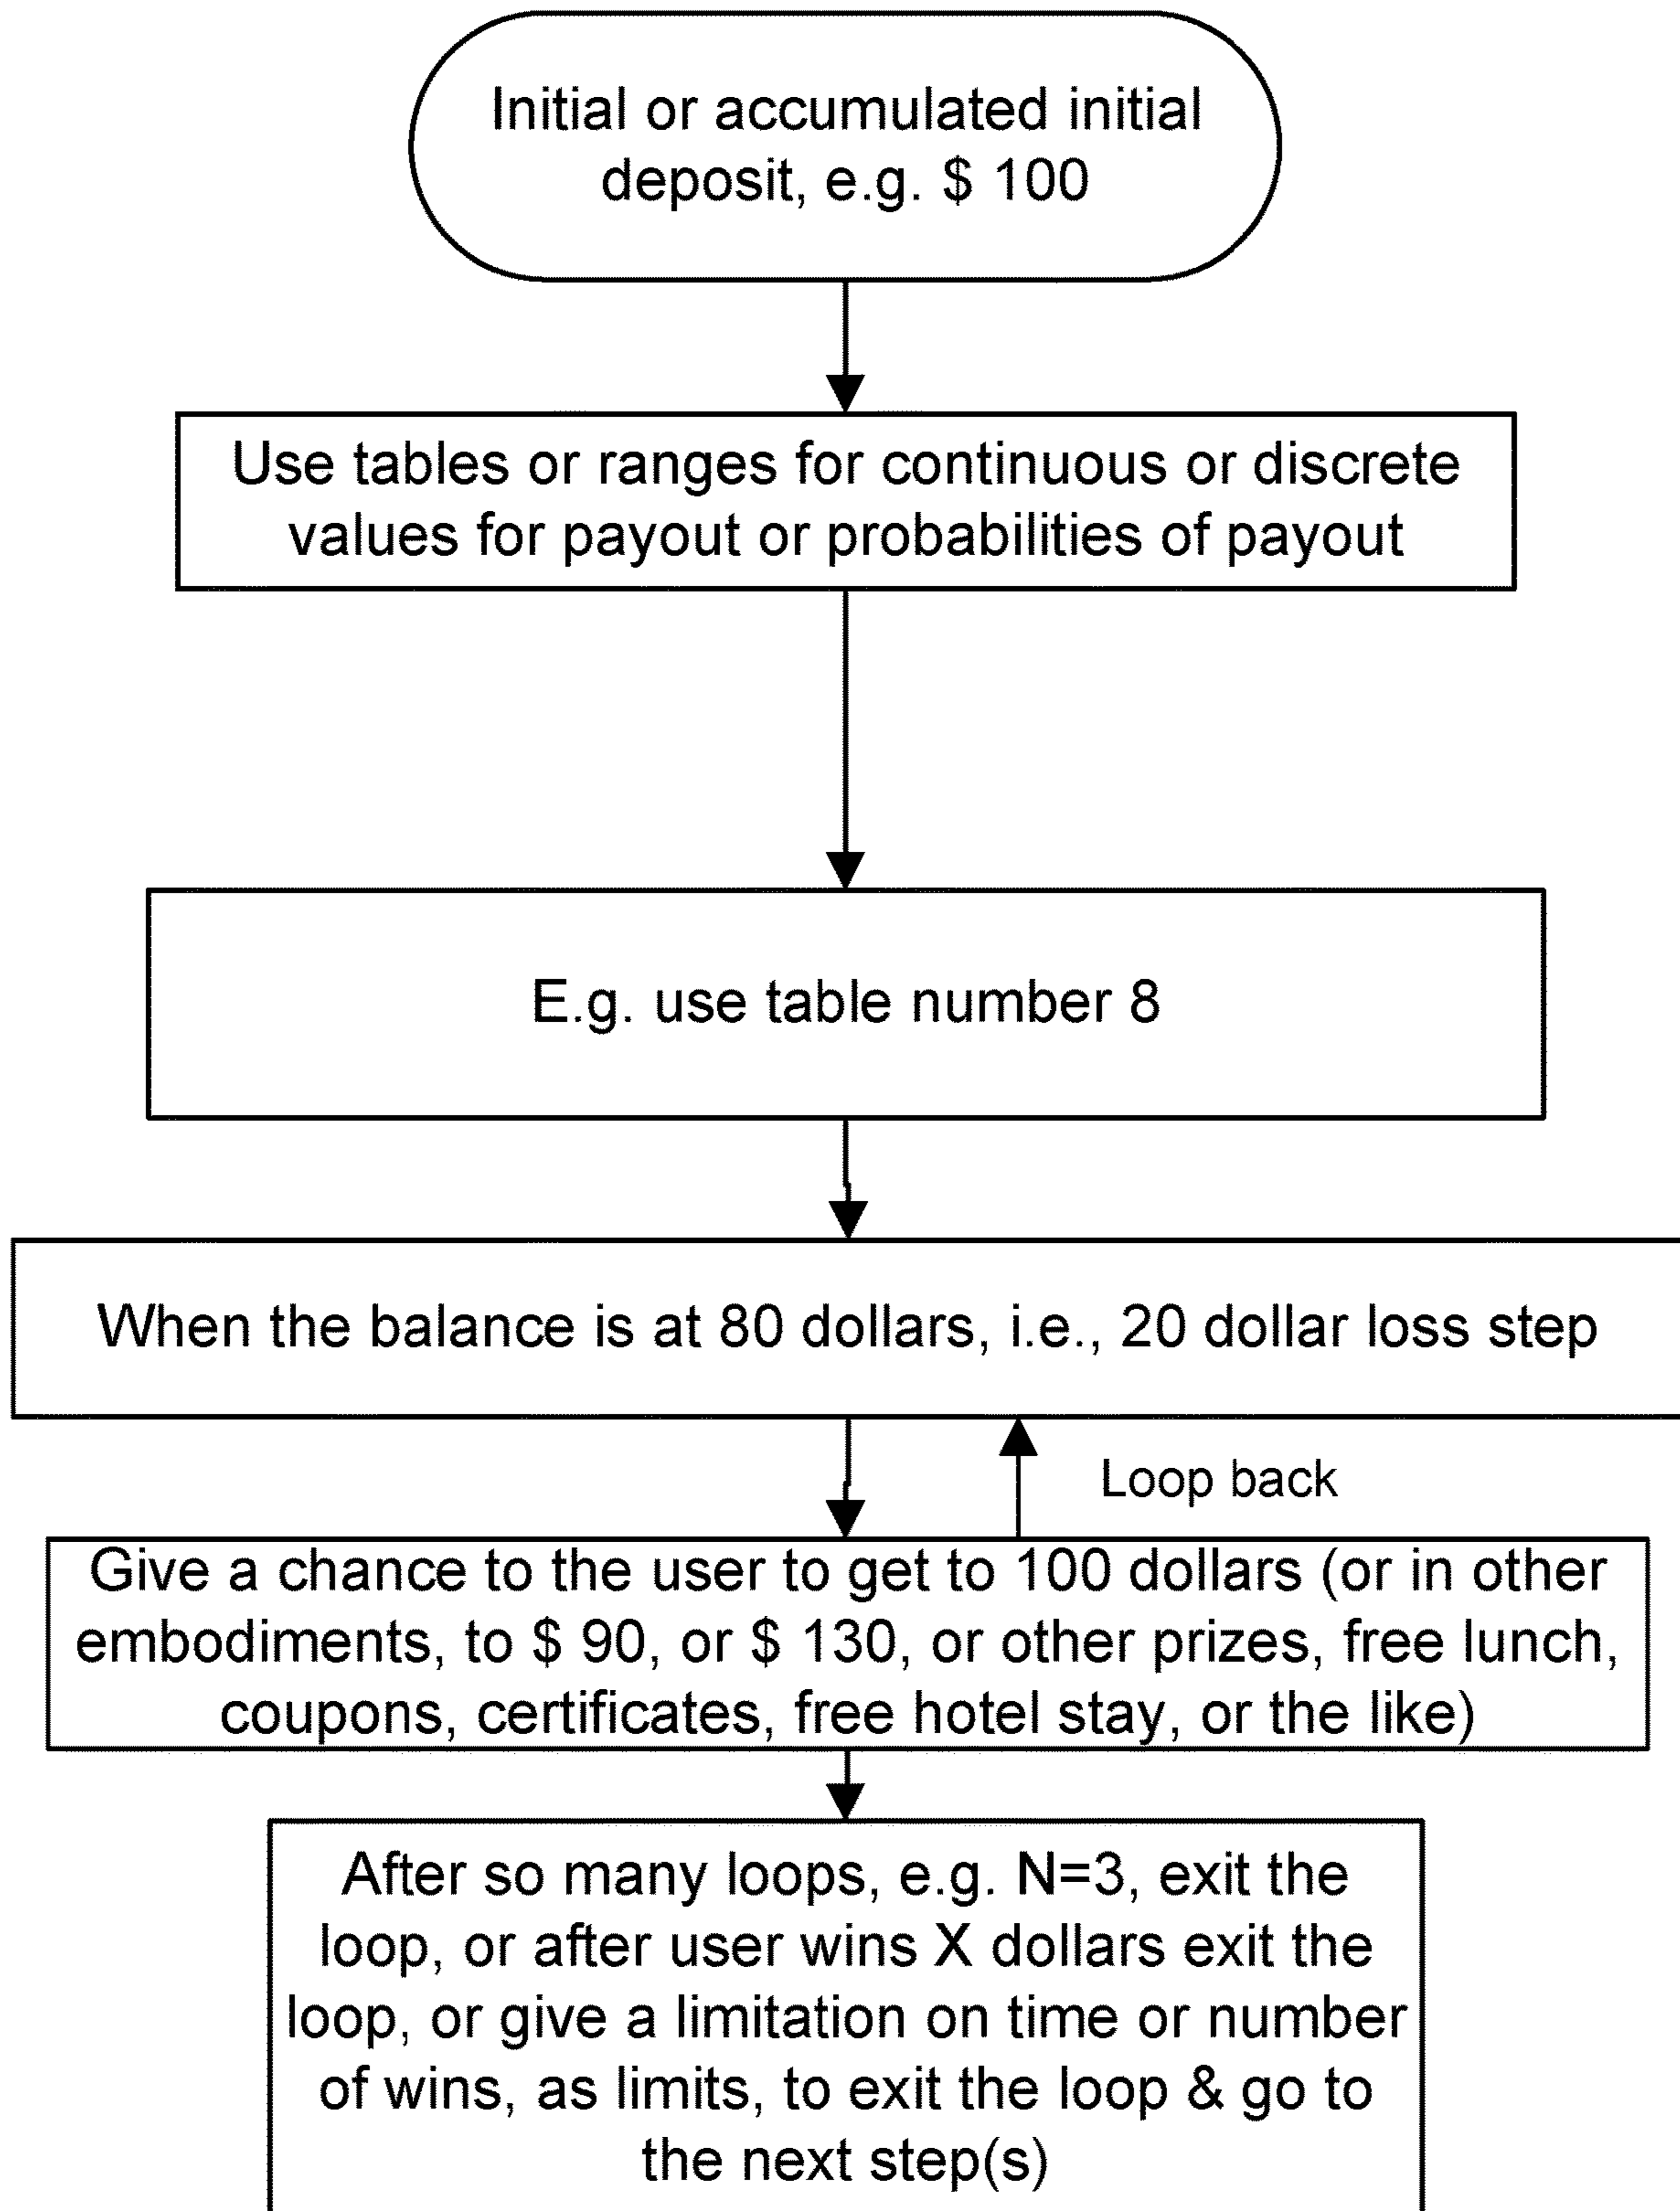 Initial or accumulated initial
deposit, e.g. $ 100
Use tables or ranges for continuous or discrete
values for payout or probabilities of payout
E.g. use table number 8
When the balance is at 80 dollars, i.e., 20 dollar loss step
Loop back
Give a chance to the user to get to 100 dollars (or in other
embodiments, to $ 90, or $ 130, or other prizes, free lunch,
coupons, certificates, free hotel stay, or the like)
After so many loops, e.g. N=3, exit the
loop, or after user wins X dollars exit the
loop, or give a limitation on time or number
of wins, as limits, to exit the loop & go to
the next step(s)